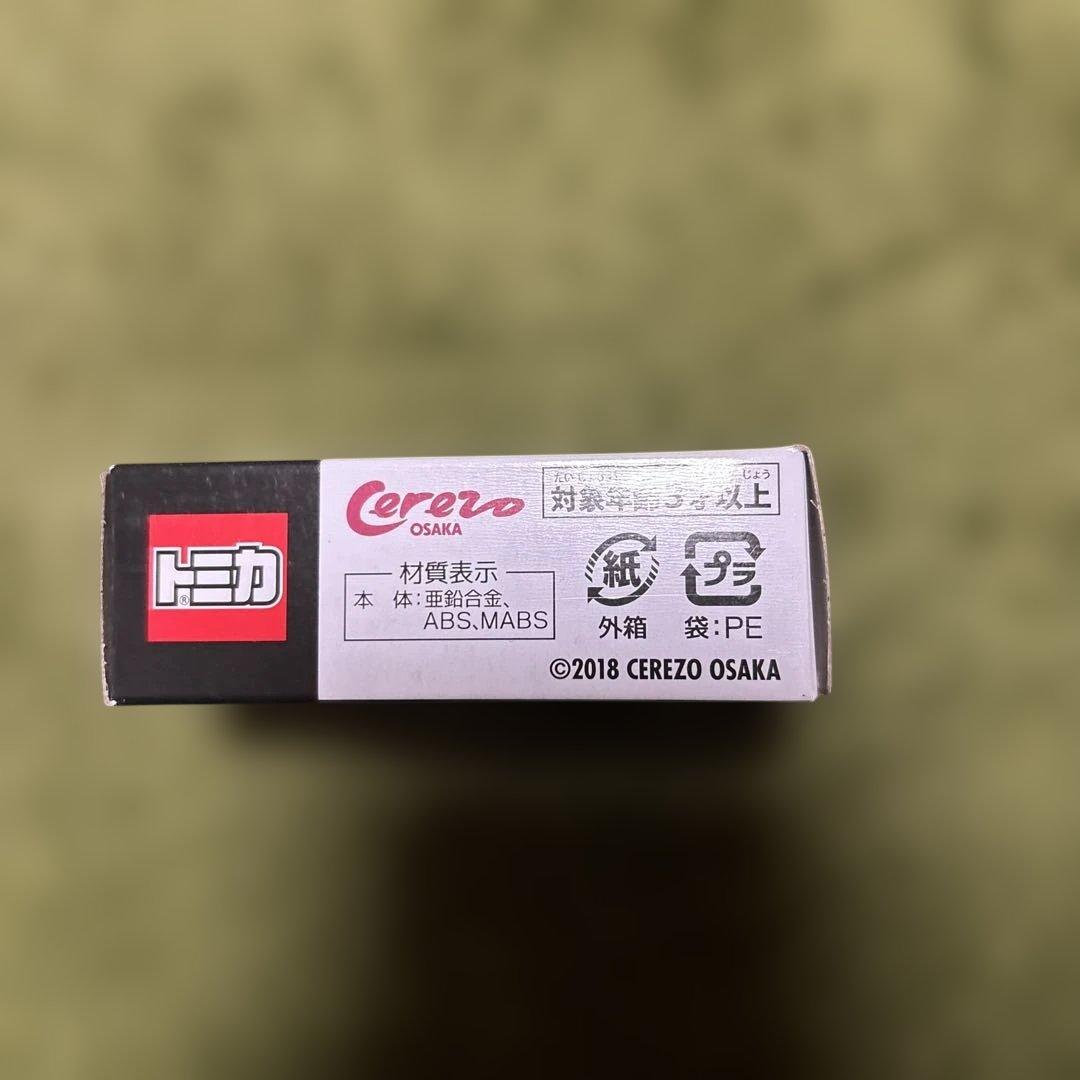 トミカ®
Cerezo
OSAKA
対象年齢3才以上
材質表示
本 体:亜鉛合金、
ABS、MABS
紙
外箱
プラ
袋:PE
©2018 CEREZO OSAKA